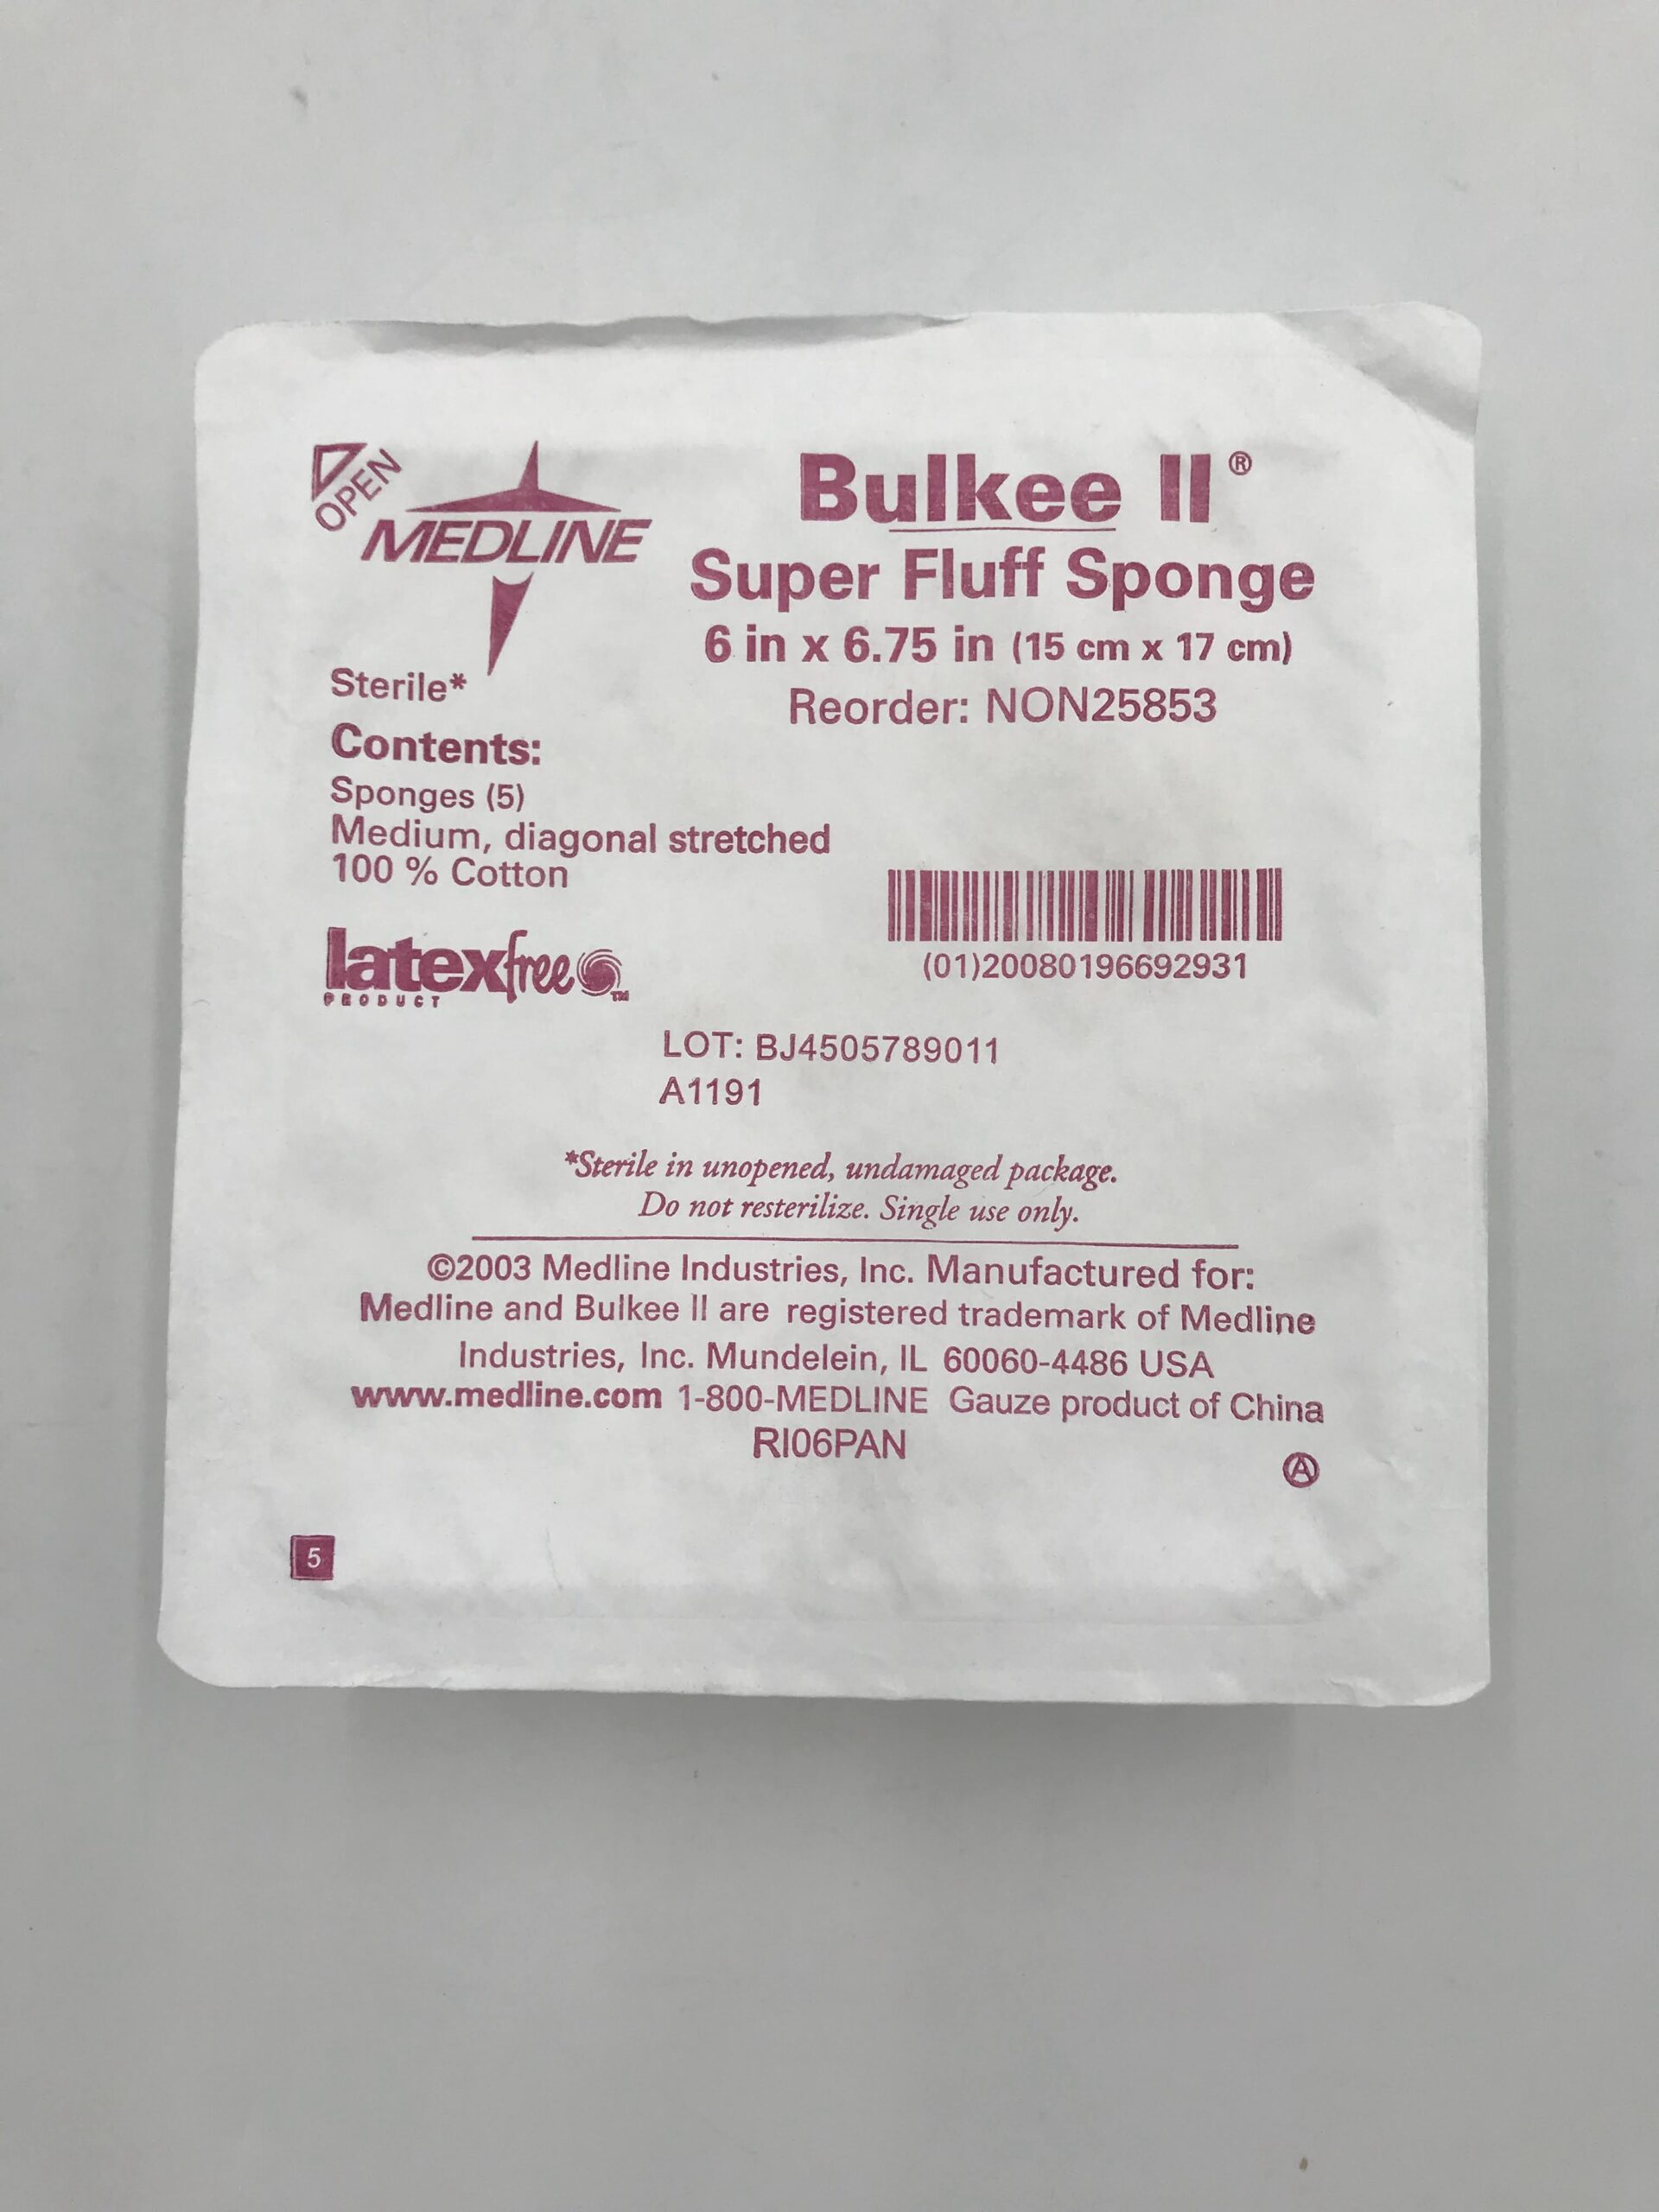 OPEN
MEDLINE
Bulkee II®
Super Fluff Sponge
6 in x 6.75 in (15 cm x 17 cm)
Reorder: NON25853
Sterile*
Contents:
Sponges (5)
Medium, diagonal stretched
100 % Cotton
latexfree
PRODUCT ™
(01)20080196692931
LOT: BJ4505789011
A1191
*Sterile in unopened, undamaged package.
Do not resterilize. Single use only.
©2003 Medline Industries, Inc. Manufactured for:
Medline and Bulkee II are registered trademark of Medline
Industries, Inc. Mundelein, IL 60060-4486 USA
www.medline.com 1-800-MEDLINE Gauze product of China
RI06PAN
Ⓐ
5